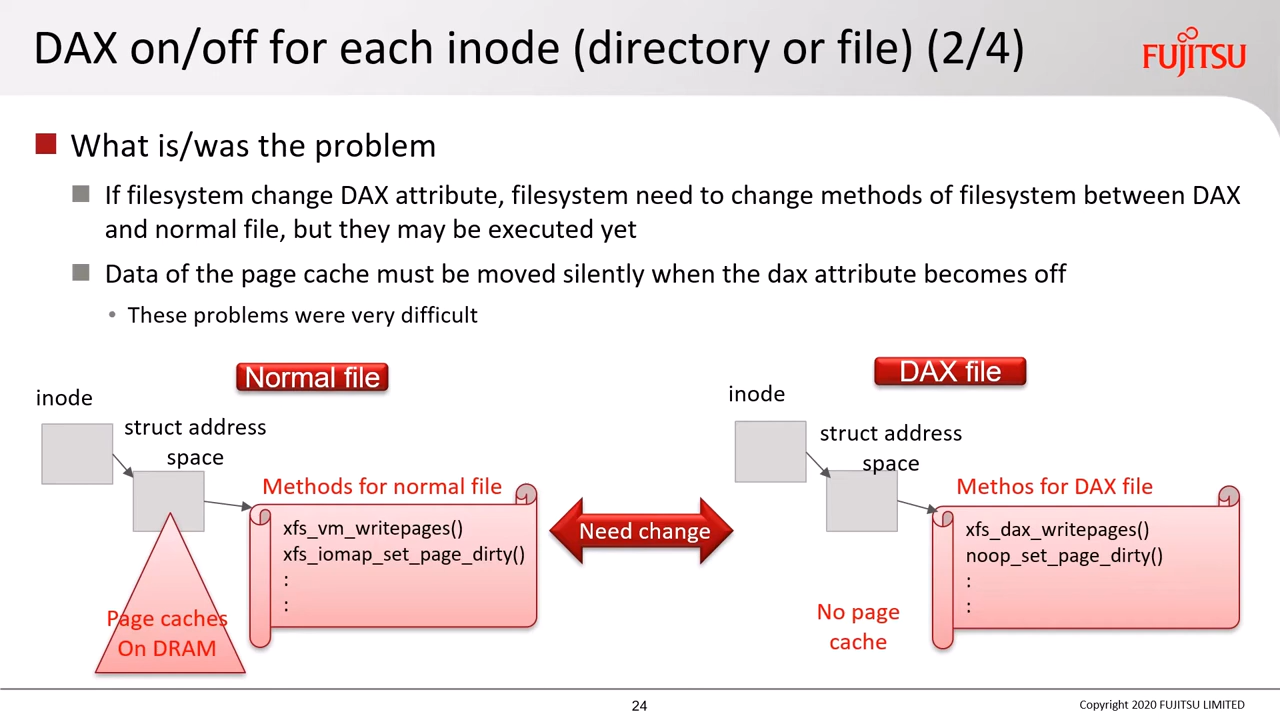 DAX on/off for each inode (directory or file) (2/4)
FUJITSU
What is/was the problem
If filesystem change DAX attribute, filesystem need to change methods of filesystem between DAX
and normal file, but they may be executed yet
Data of the page cache must be moved silently when the dax attribute becomes off
• These problems were very difficult
Normal file
DAX file
inode
struct address
space
Methods for normal file
xfs_vm_writepages()
xfs_iomap_set_page_dirty()
:
:
Page caches
On DRAM
Need change
inode
struct address
space
Methos for DAX file
xfs_dax_writepages()
noop_set_page_dirty()
:
:
No page
cache
24
Copyright 2020 FUJITSU LIMITED